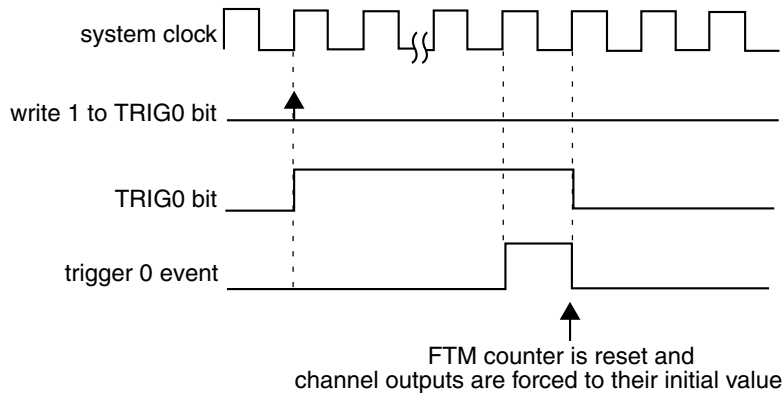 system clock
write 1 to TRIG0 bit
TRIG0 bit
trigger 0 event
FTM counter is reset and
channel outputs are forced to their initial value